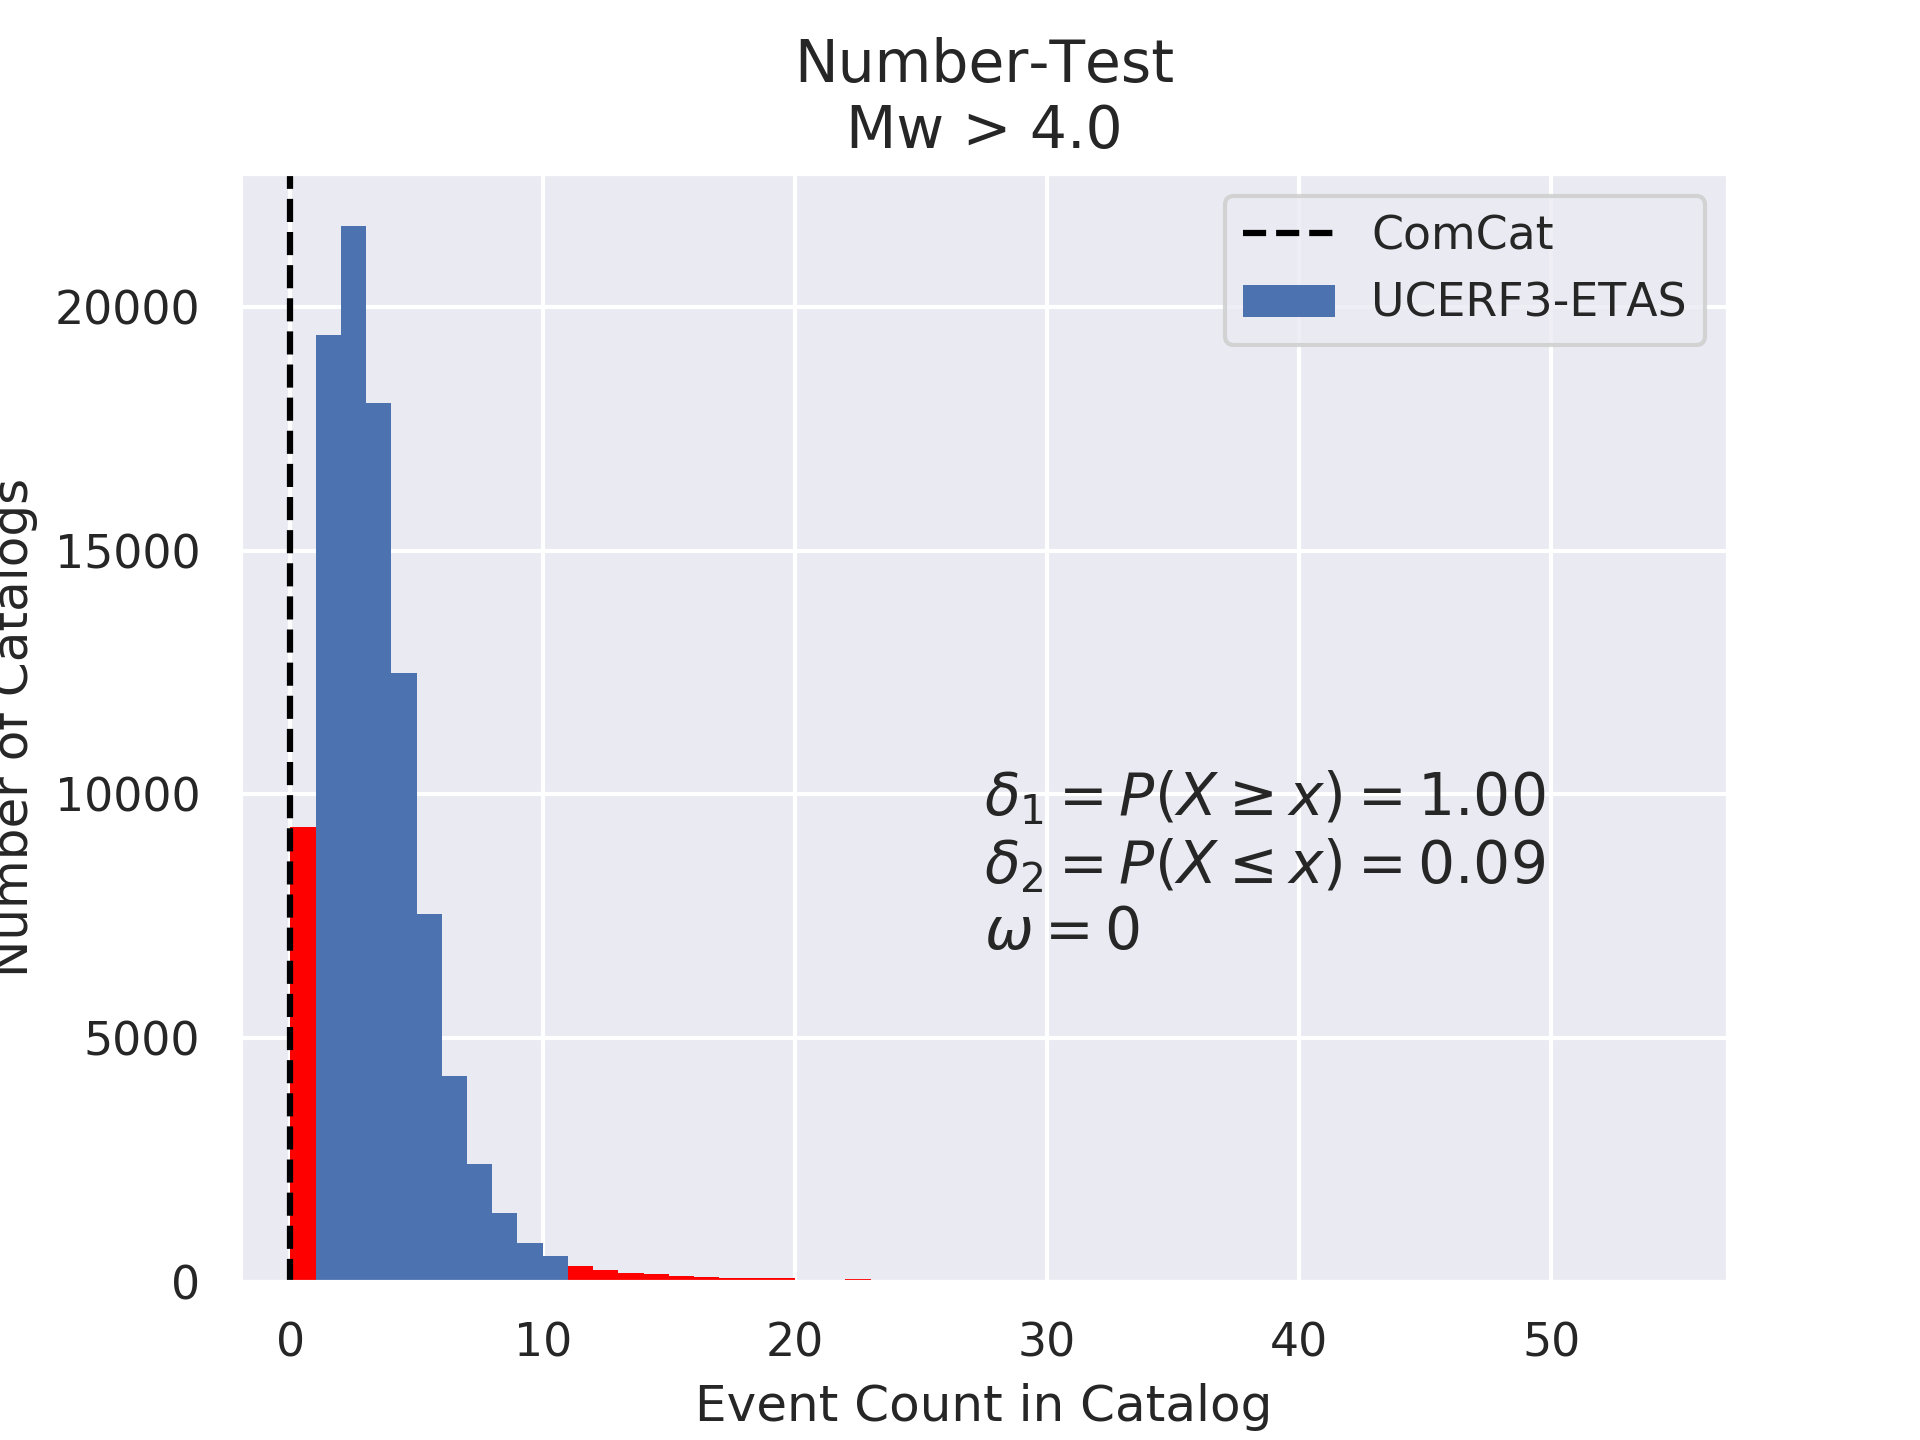 Number-Test
Mw > 4.0
ComCat
UCERF3-ETAS
Number of Catalogs
20000
15000
10000
5000
0
δ₁ = P(X ≥ x) = 1.00
δ₂ = P(X ≤ x) = 0.09
ω = 0
0 10 20 30 40 50
Event Count in Catalog